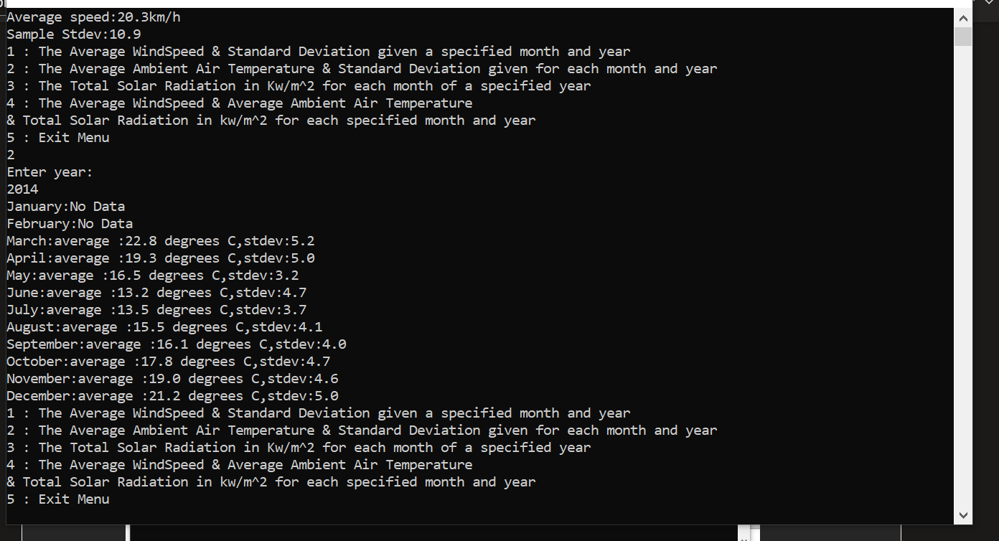 Average speed:20.3km/h
Sample Stdev:10.9
1 : The Average WindSpeed & Standard Deviation given a specified month and year
2 : The Average Ambient Air Temperature & Standard Deviation given for each month and year
3 : The Total Solar Radiation in Kw/m^2 for each month of a specified year
4 : The Average WindSpeed & Average Ambient Air Temperature
& Total Solar Radiation in kw/m^2 for each specified month and year
5 : Exit Menu
2
Enter year:
2014
January:No Data
February:No Data
March:average :22.8 degrees C,stdev:5.2
April:average :19.3 degrees C,stdev:5.0
May:average :16.5 degrees C,stdev:3.2
June:average :13.2 degrees C,stdev:4.7
July:average :13.5 degrees C,stdev:3.7
August:average :15.5 degrees C,stdev:4.1
September:average :16.1 degrees C,stdev:4.0
October:average :17.8 degrees C,stdev:4.7
November:average :19.0 degrees C,stdev:4.6
December:average :21.2 degrees C,stdev:5.0
1 : The Average WindSpeed & Standard Deviation given a specified month and year
2 : The Average Ambient Air Temperature & Standard Deviation given for each month and year
3 : The Total Solar Radiation in Kw/m^2 for each month of a specified year
4 : The Average WindSpeed & Average Ambient Air Temperature
& Total Solar Radiation in kw/m^2 for each specified month and year
5 : Exit Menu